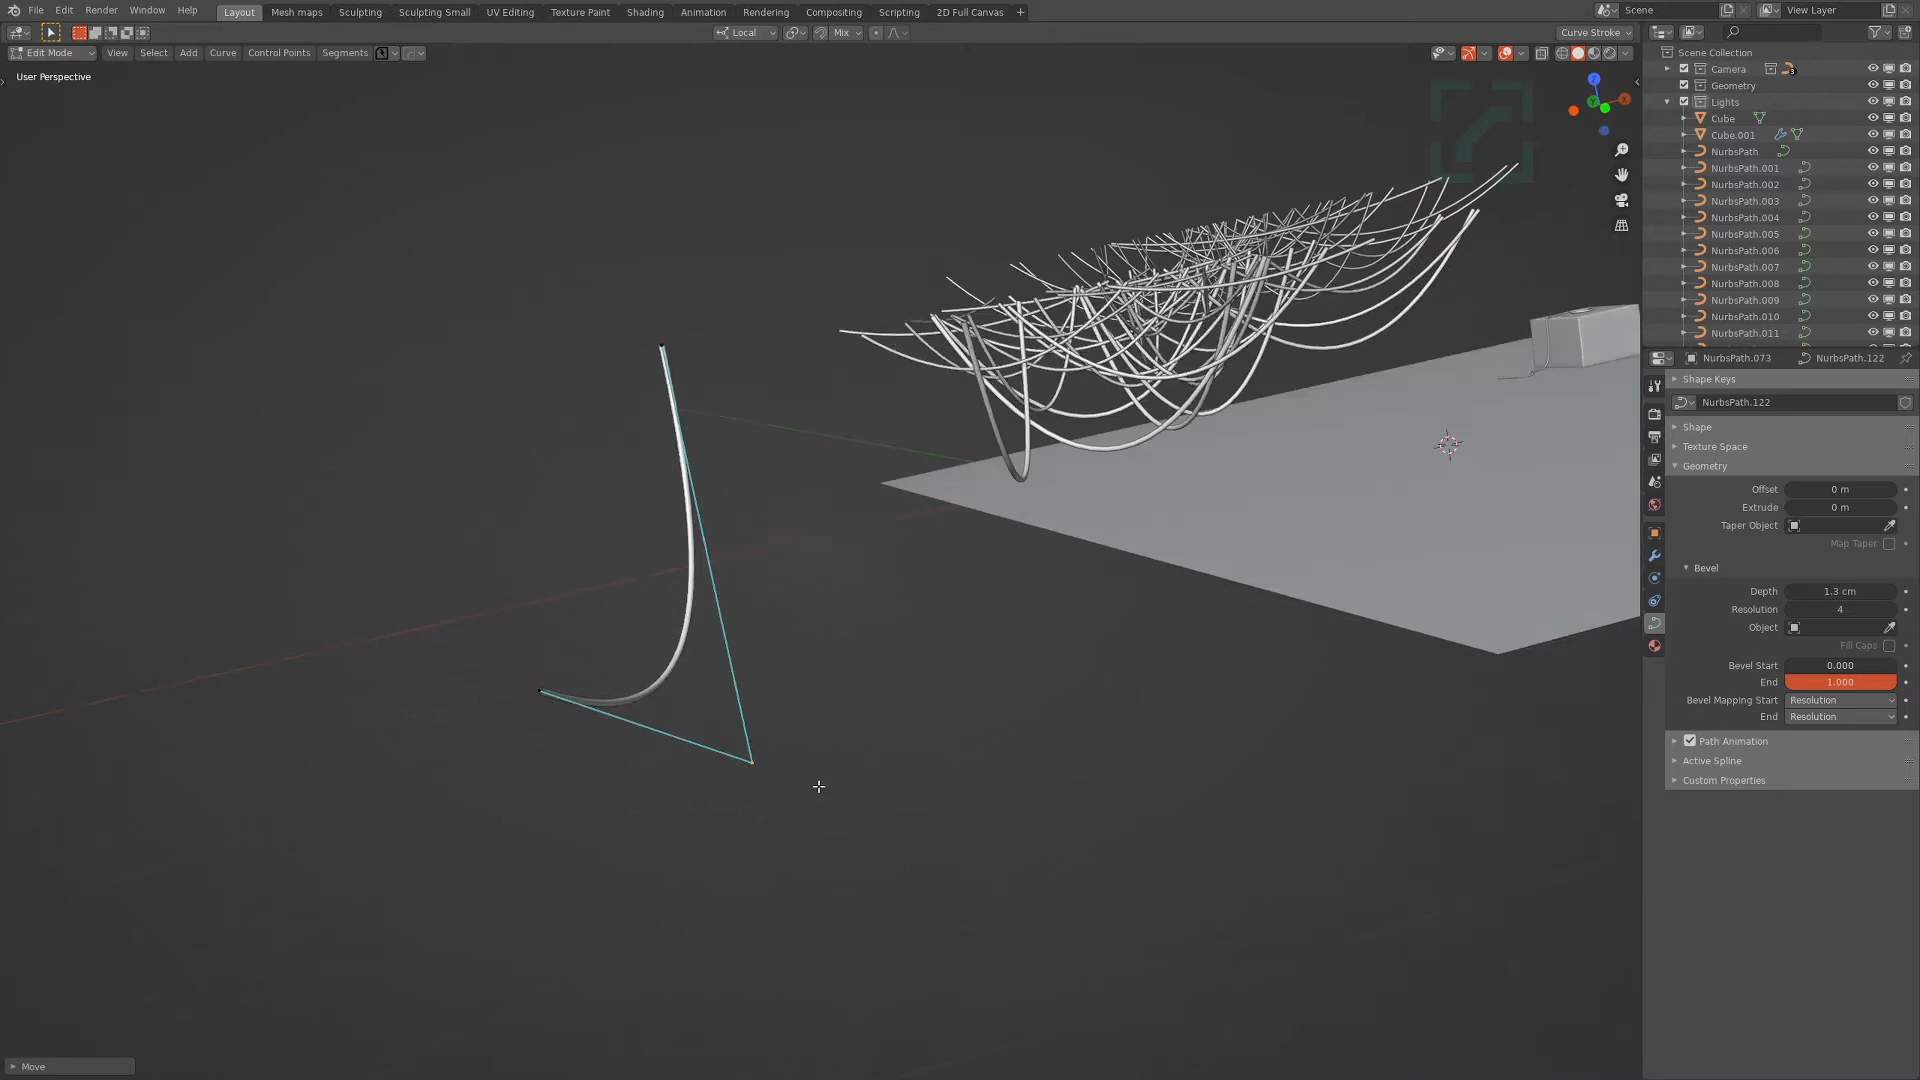 File Edit Render Window Help Layout Mesh maps Sculpting Sculpting Small UV Editing Texture Paint Shading Animation Rendering Compositing Scripting 2D Full Canvas + Scene View Layer
Local Mix Curve Stroke
Edit Mode View Select Add Curve Control Points Segments
User Perspective
Z
X
Y
Scene Collection
Camera 3
Geometry
Lights
Cube
Cube.001
NurbsPath
NurbsPath.001
NurbsPath.002
NurbsPath.003
NurbsPath.004
NurbsPath.005
NurbsPath.006
NurbsPath.007
NurbsPath.008
NurbsPath.009
NurbsPath.010
NurbsPath.011
NurbsPath.073 NurbsPath.122
Shape Keys
NurbsPath.122
Shape
Texture Space
Geometry
Offset 0 m
Extrude 0 m
Taper Object
Map Taper
Bevel
Depth 1.3 cm
Resolution 4
Object
Fill Caps
Bevel Start 0.000
End 1.000
Bevel Mapping Start Resolution
End Resolution
Path Animation
Active Spline
Custom Properties
Move